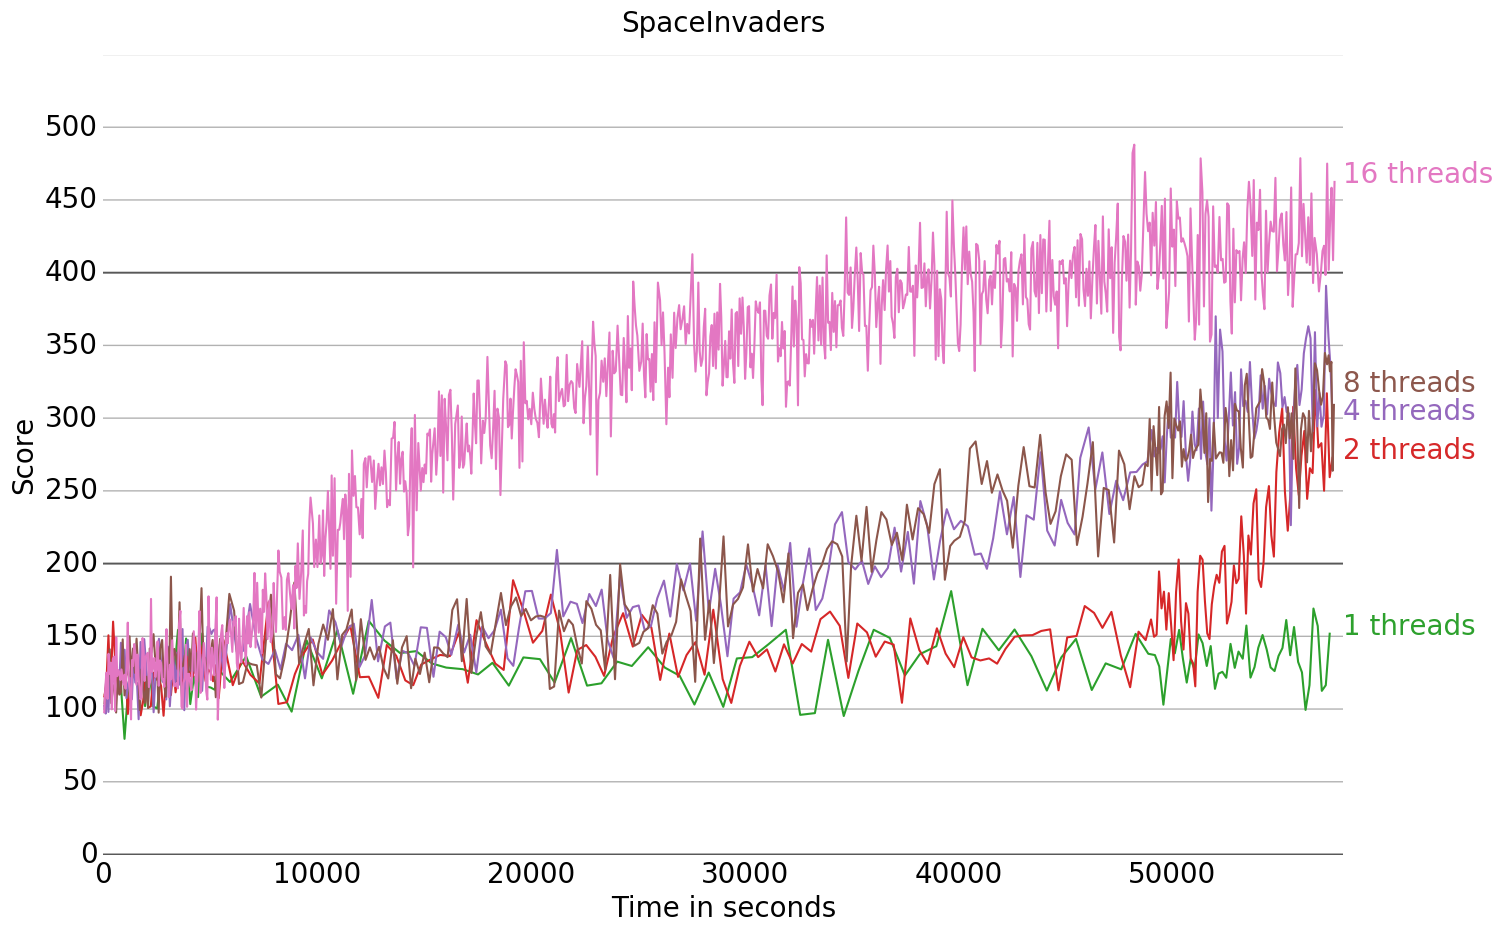 SpaceInvaders
500
450
400
350
300
250
200
150
100
50
0
Score
16 threads
8 threads
4 threads
2 threads
1 threads
0 10000 20000 30000 40000 50000
Time in seconds